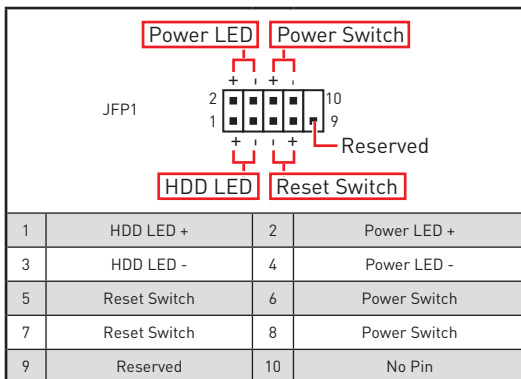 Power LED Power Switch
+ - + -
JFP1
2 10
1 9
+ - - +
Reserved
HDD LED Reset Switch
1 HDD LED + 2 Power LED +
3 HDD LED - 4 Power LED -
5 Reset Switch 6 Power Switch
7 Reset Switch 8 Power Switch
9 Reserved 10 No Pin